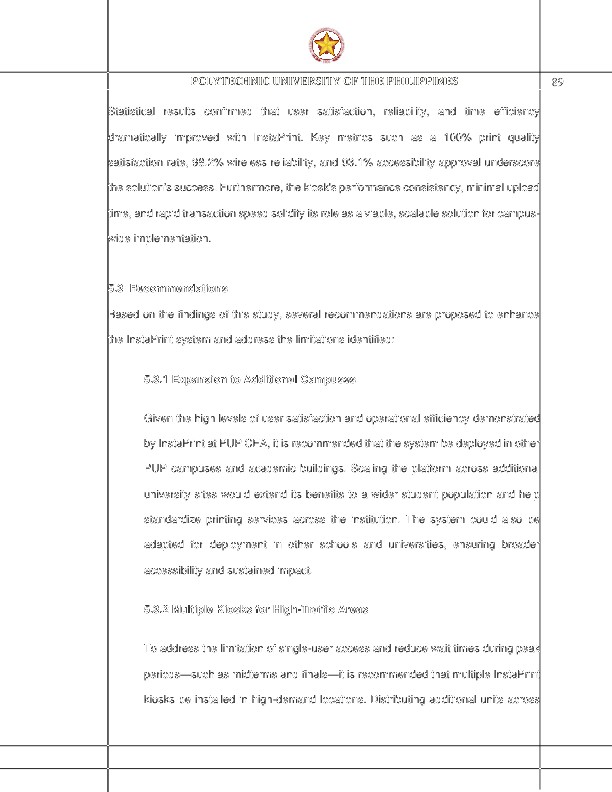 POLYTECHNIC UNIVERSITY OF THE PHILIPPINES
Statistical results confirmed that user satisfaction, reliability, and time efficiency
dramatically improved with InstaPrint. Key metrics such as a 100% print quality
satisfaction rate, 98.2% wireless reliability, and 93.1% accessibility approval underscore
the solution's success. Furthermore, the kiosk's performance consistency, minimal upload
time, and rapid transaction speed solidify its role as a viable, scalable solution for campus-
wide implementation.
5.3 Recommendations
Based on the findings of this study, several recommendations are proposed to enhance
the InstaPrint system and address the limitations identified:
5.3.1 Expansion to Additional Campuses
Given the high levels of user satisfaction and operational efficiency demonstrated
by InstaPrint at PUP CEA, it is recommended that the system be deployed in other
PUP campuses and academic buildings. Scaling the platform across additional
university sites would extend its benefits to a wider student population and help
standardize printing services across the institution. The system could also be
adapted for deployment in other schools and universities, ensuring broader
accessibility and sustained impact.
5.3.2 Multiple Kiosks for High-Traffic Areas
To address the limitation of single-user access and reduce wait times during peak
periods—such as midterms and finals—it is recommended that multiple InstaPrint
kiosks be installed in high-demand locations. Distributing additional units across